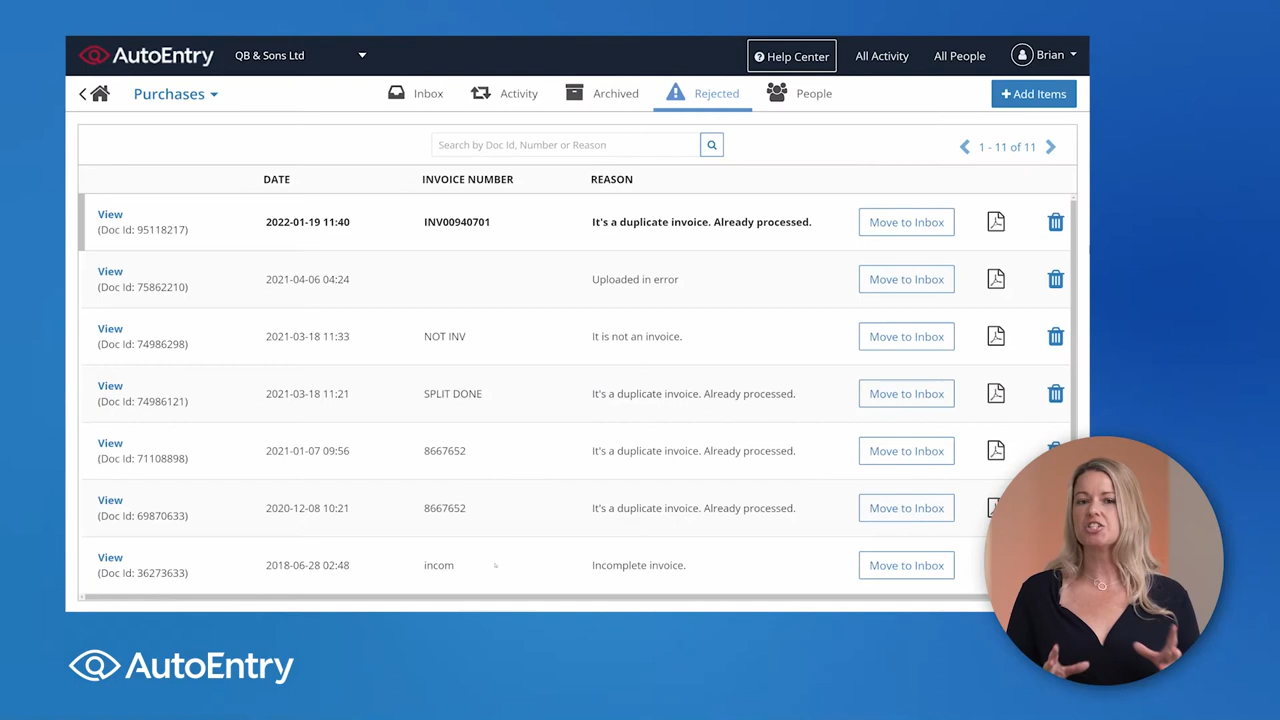 AutoEntry QB & Sons Ltd Help Center All Activity All People Brian
Purchases Inbox Activity Archived Rejected People + Add Items
Search by Doc Id, Number or Reason 1 - 11 of 11
DATE INVOICE NUMBER REASON
View
(Doc Id: 95118217) 2022-01-19 11:40 INV00940701 It's a duplicate invoice. Already processed. Move to Inbox
View
(Doc Id: 75862210) 2021-04-06 04:24 Uploaded in error Move to Inbox
View
(Doc Id: 74986298) 2021-03-18 11:33 NOT INV It is not an invoice. Move to Inbox
View
(Doc Id: 74986121) 2021-03-18 11:21 SPLIT DONE It's a duplicate invoice. Already processed. Move to Inbox
View
(Doc Id: 71108898) 2021-01-07 09:56 8667652 It's a duplicate invoice. Already processed. Move to Inbox
View
(Doc Id: 69870633) 2020-12-08 10:21 8667652 It's a duplicate invoice. Already processed. Move to Inbox
View
(Doc Id: 36273633) 2018-06-28 02:48 incom Incomplete invoice. Move to Inbox
AutoEntry